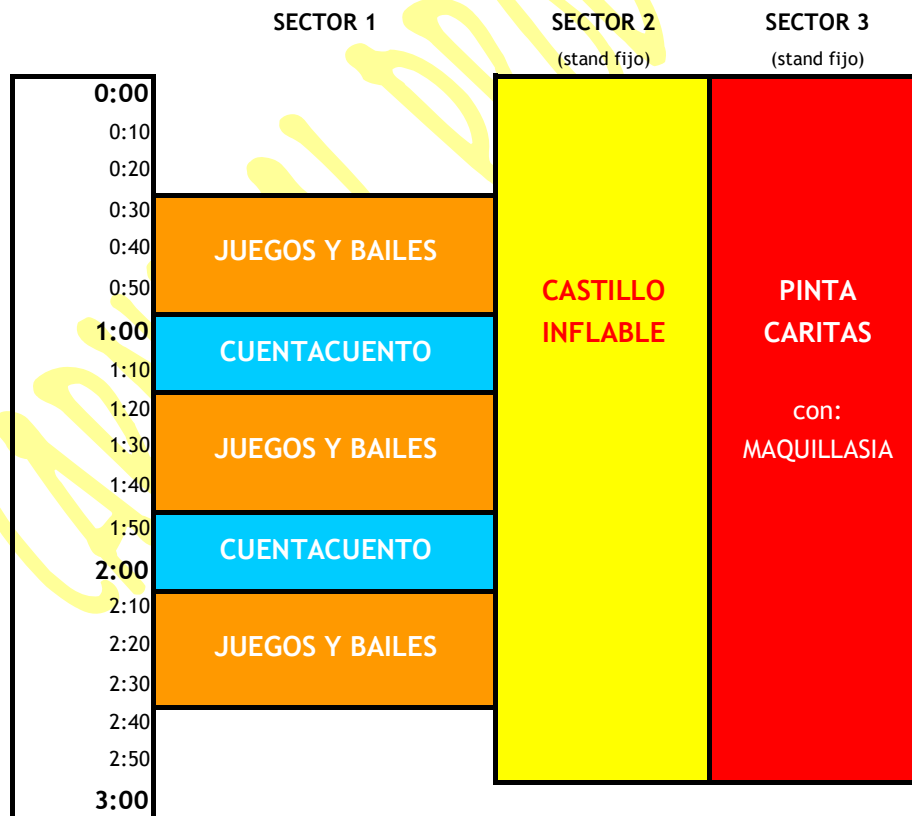 SECTOR 1 SECTOR 2 SECTOR 3
(stand fijo) (stand fijo)
0:00
0:10
0:20
0:30
0:40 JUEGOS Y BAILES
0:50 CASTILLO PINTA
1:00 INFLABLE CARITAS
CUENTACUENTO
1:10
1:20 con:
1:30 JUEGOS Y BAILES MAQUILLASIA
1:40
1:50
CUENTACUENTO
2:00
2:10
2:20 JUEGOS Y BAILES
2:30
2:40
2:50
3:00